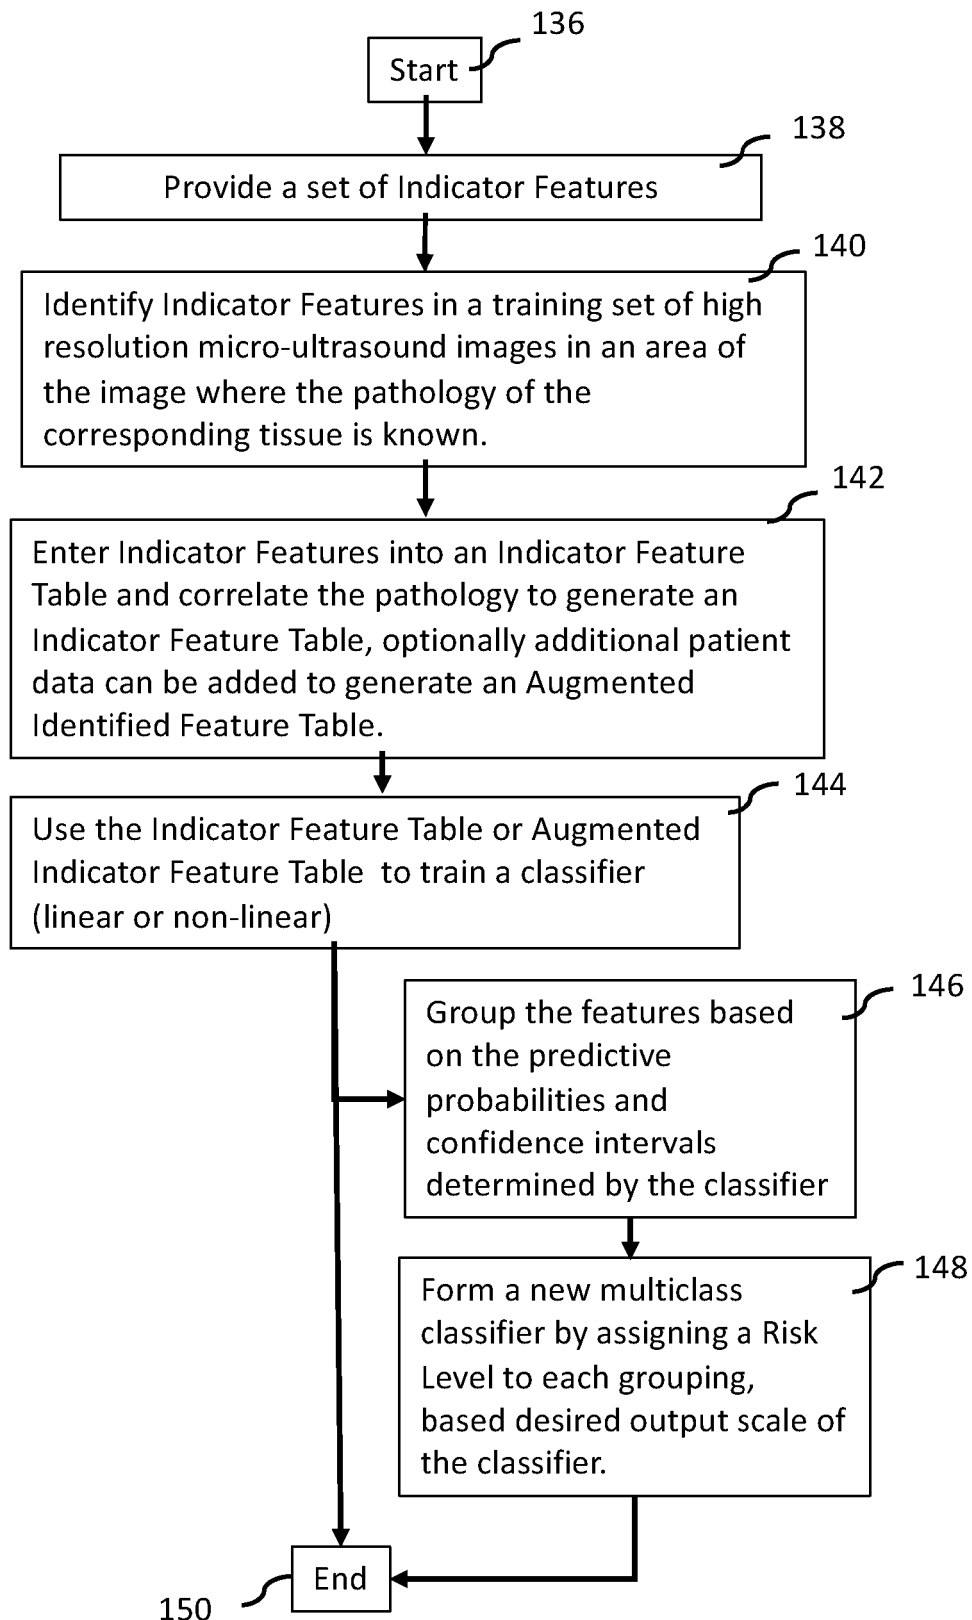 136
Start
138
Provide a set of Indicator Features
140
Identify Indicator Features in a training set of high
resolution micro-ultrasound images in an area of
the image where the pathology of the
corresponding tissue is known.
142
Enter Indicator Features into an Indicator Feature
Table and correlate the pathology to generate an
Indicator Feature Table, optionally additional patient
data can be added to generate an Augmented
Identified Feature Table.
144
Use the Indicator Feature Table or Augmented
Indicator Feature Table to train a classifier
(linear or non-linear)
146
Group the features based
on the predictive
probabilities and
confidence intervals
determined by the classifier
148
Form a new multiclass
classifier by assigning a Risk
Level to each grouping,
based desired output scale of
the classifier.
End
150